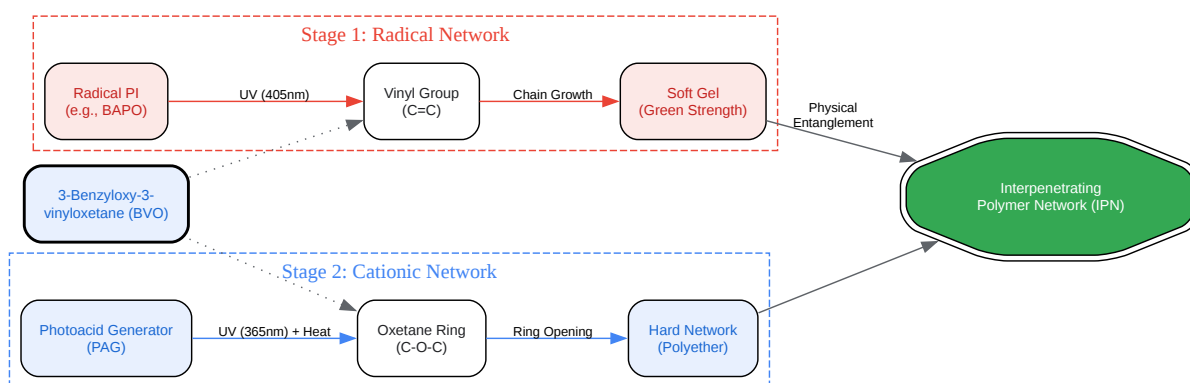 Stage 1: Radical Network
Radical PI
(e.g., BAPO)
UV (405nm)
Vinyl Group
(C=C)
Chain Growth
Soft Gel
(Green Strength)
Physical
Entanglement
3-Benzyloxy-3-
vinyloxetane (BVO)
Interpenetrating
Polymer Network (IPN)
Stage 2: Cationic Network
Photoacid Generator
(PAG)
UV (365nm) + Heat
Oxetane Ring
(C-O-C)
Ring Opening
Hard Network
(Polyether)